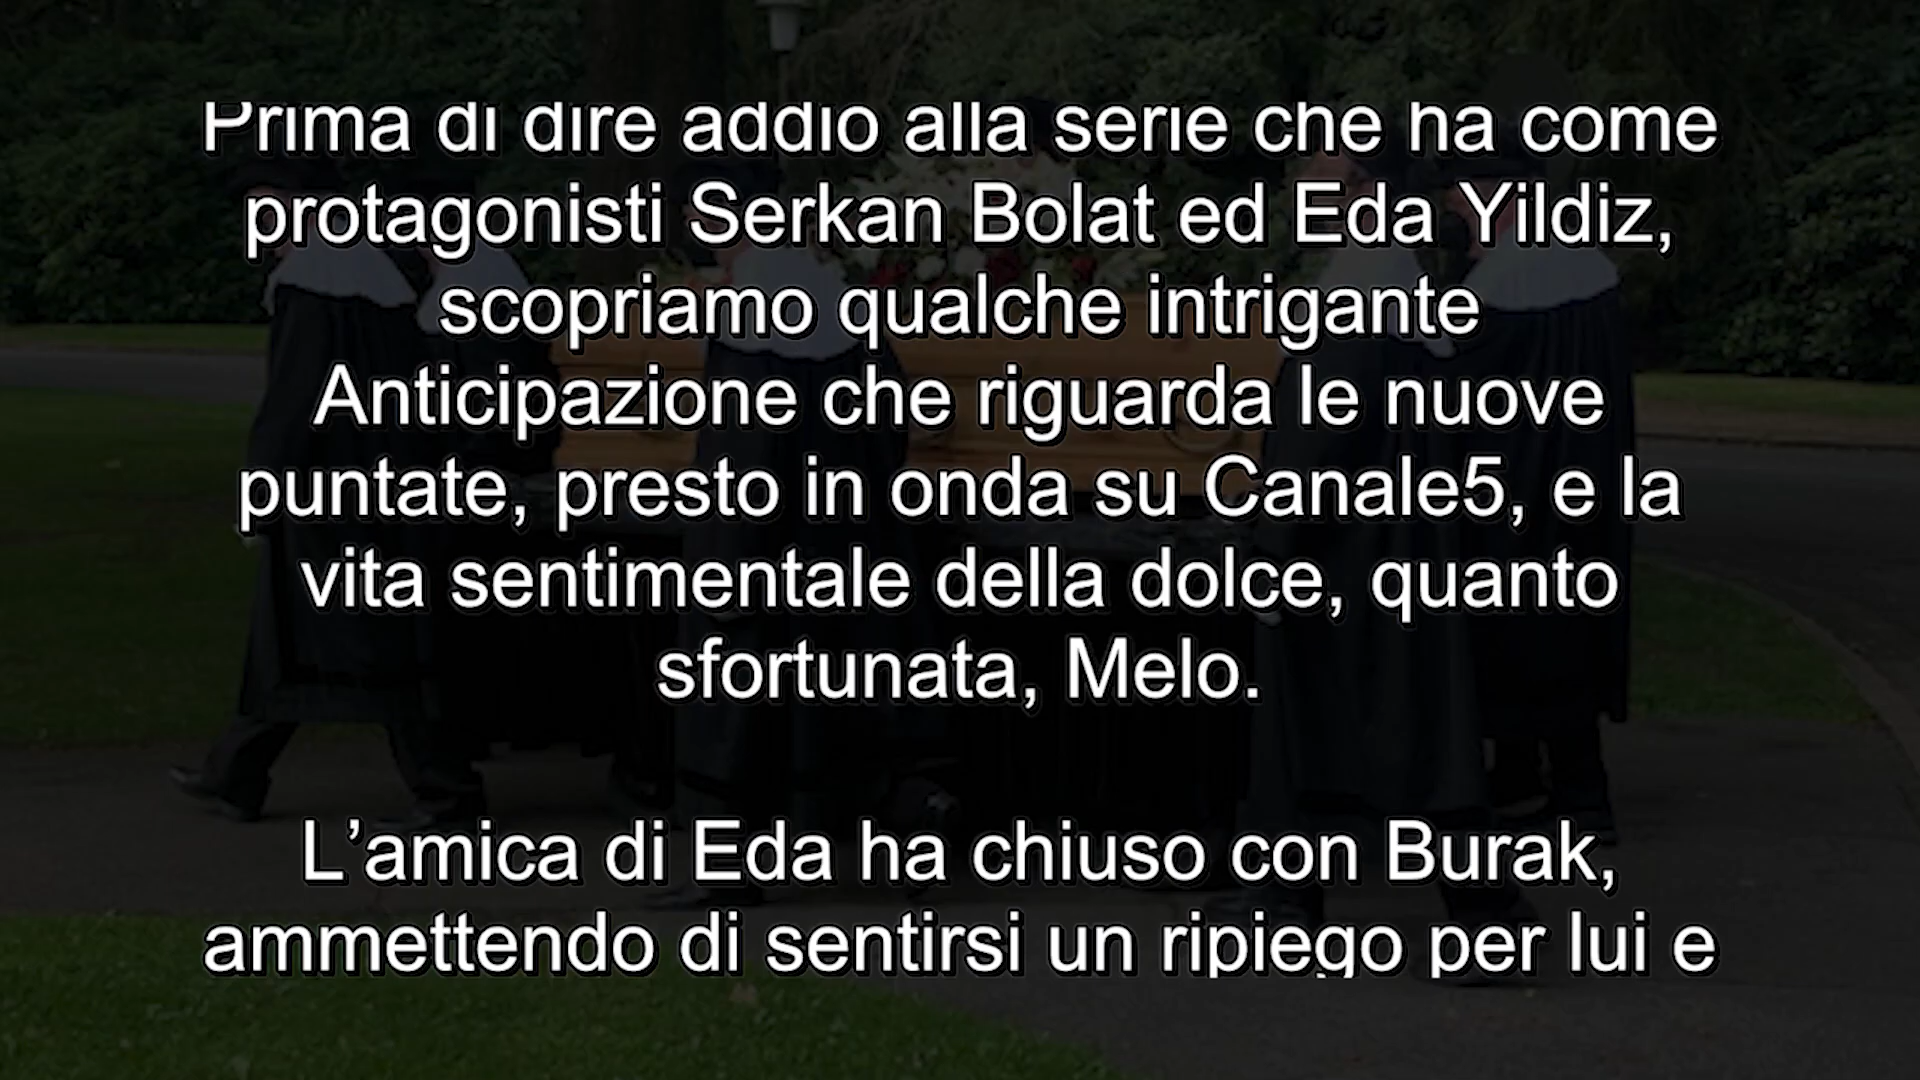 Prima di dire addio alla serie che ha come
protagonisti Serkan Bolat ed Eda Yildiz,
scopriamo qualche intrigante
Anticipazione che riguarda le nuove
puntate, presto in onda su Canale5, e la
vita sentimentale della dolce, quanto
sfortunata, Melo.
L’amica di Eda ha chiuso con Burak,
ammettendo di sentirsi un ripiego per lui e